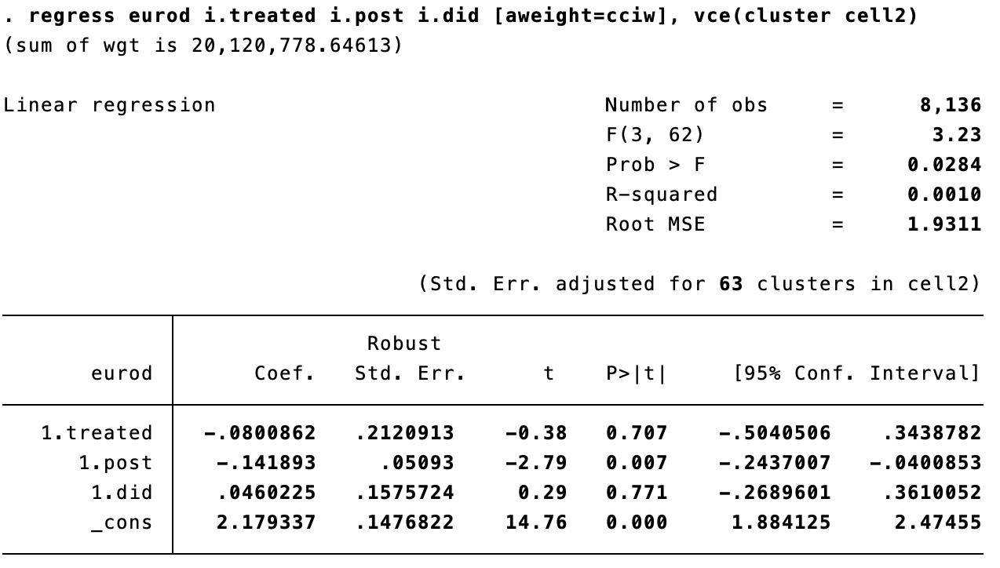 . regress eurod i.treated i.post i.did [aweight=cciw], vce(cluster cell2)
(sum of wgt is 20,120,778.64613)
Linear regression Number of obs = 8,136
F(3, 62) = 3.23
Prob > F = 0.0284
R-squared = 0.0010
Root MSE = 1.9311
(Std. Err. adjusted for 63 clusters in cell2)
Robust
eurod Coef. Std. Err. t P>|t| [95% Conf. Interval]
1.treated -.0800862 .2120913 -0.38 0.707 -.5040506 .3438782
1.post -.141893 .05093 -2.79 0.007 -.2437007 -.0400853
1.did .0460225 .1575724 0.29 0.771 -.2689601 .3610052
_cons 2.179337 .1476822 14.76 0.000 1.884125 2.47455